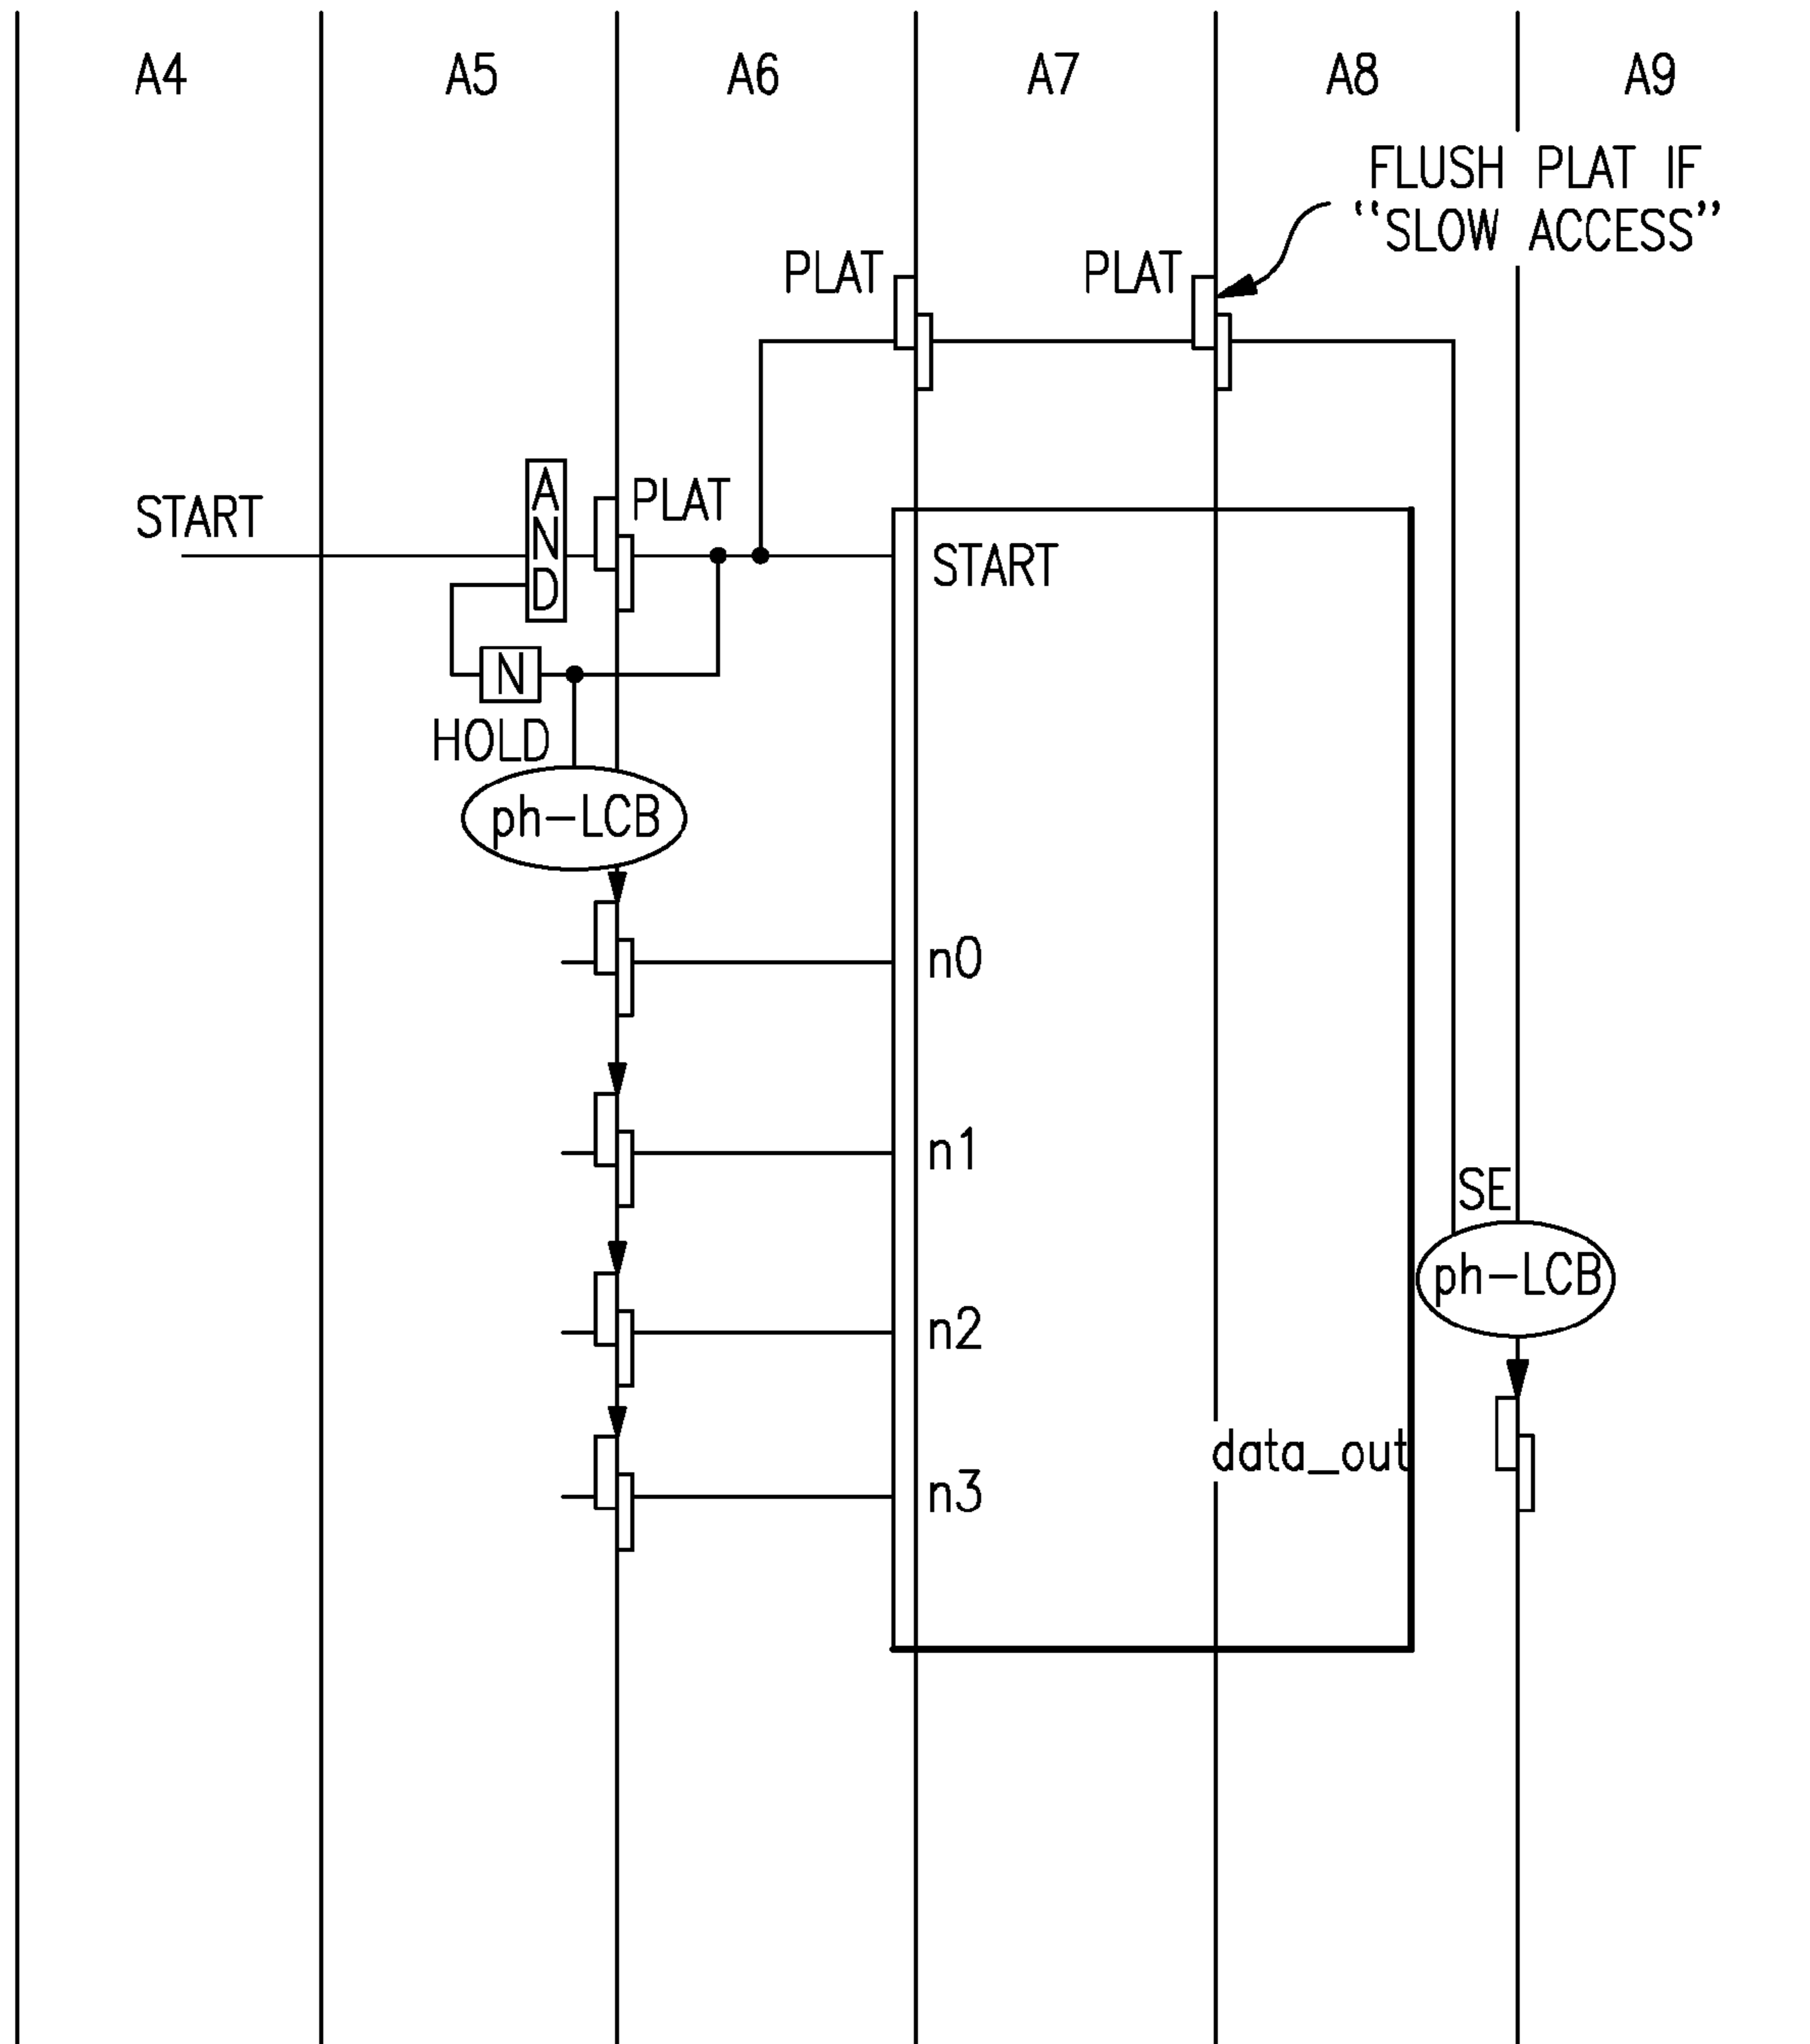 A4 A5 A6 A7 A8 A9
FLUSH PLAT IF
“SLOW ACCESS”
PLAT
PLAT
START
AND
PLAT
START
N
HOLD
ph-LCB
n0
n1
SE
ph-LCB
n2
data_out
n3